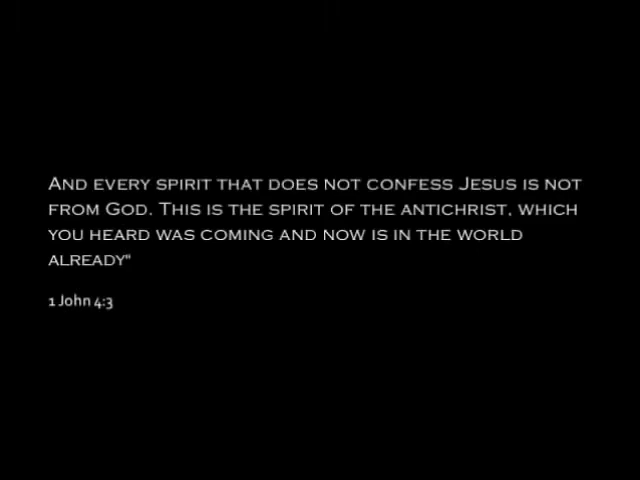 And every spirit that does not confess Jesus is not
from God. This is the spirit of the antichrist, which
you heard was coming and now is in the world
already"
1 John 4:3